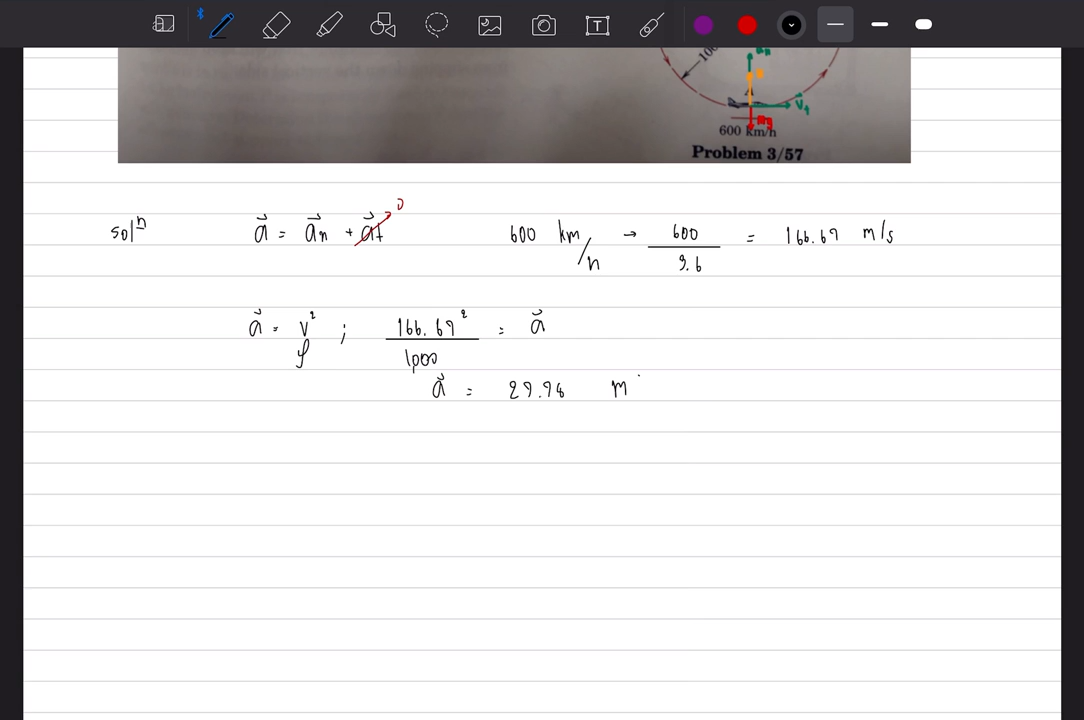 600 km/h
Problem 3/57
solⁿ a⃗ = a⃗n + a⃗t 0 600 km/h → 600/3.6 = 166.67 m/s
a⃗ = v²/ρ ; 166.67²/1000 = a⃗
a⃗ = 27.78 m